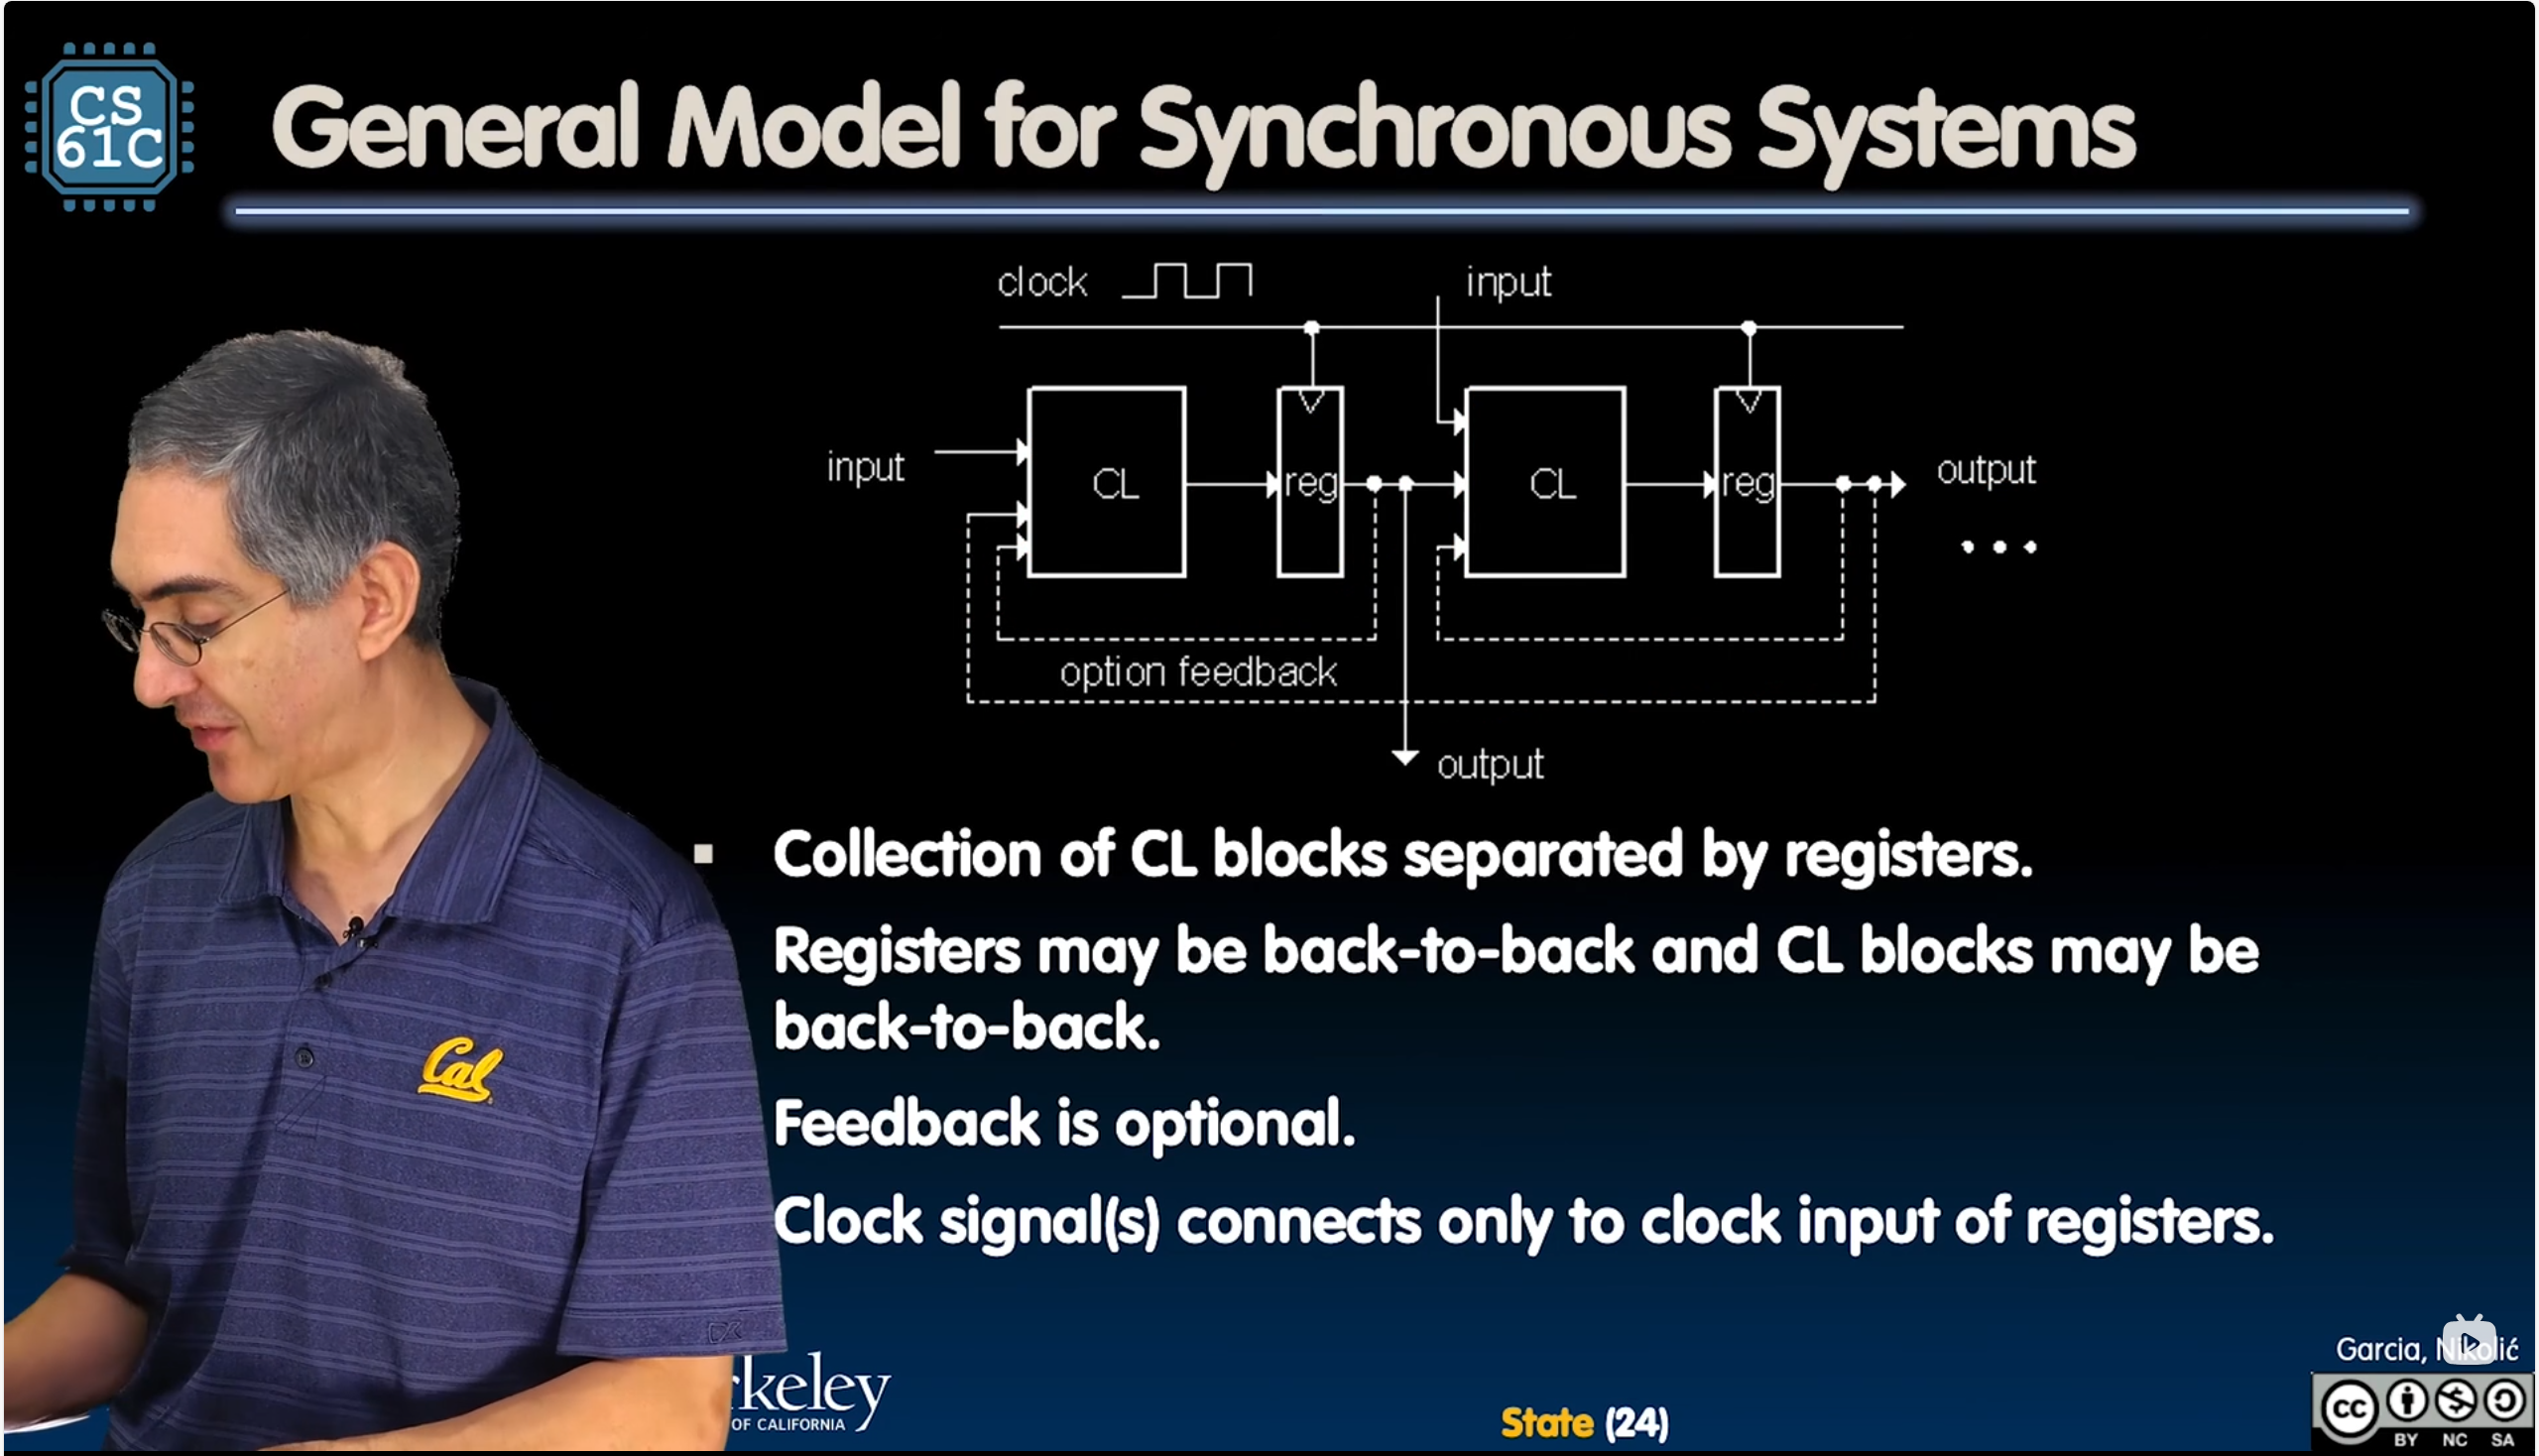 CS
61C
General Model for Synchronous Systems
clock
input
input
CL
reg
CL
reg
output
option feedback
output
Collection of CL blocks separated by registers.
Registers may be back-to-back and CL blocks may be
back-to-back.
Feedback is optional.
Clock signal(s) connects only to clock input of registers.
Cal
rkeley
OF CALIFORNIA
State (24)
Garcia, Nikolić
cc
BY NC SA